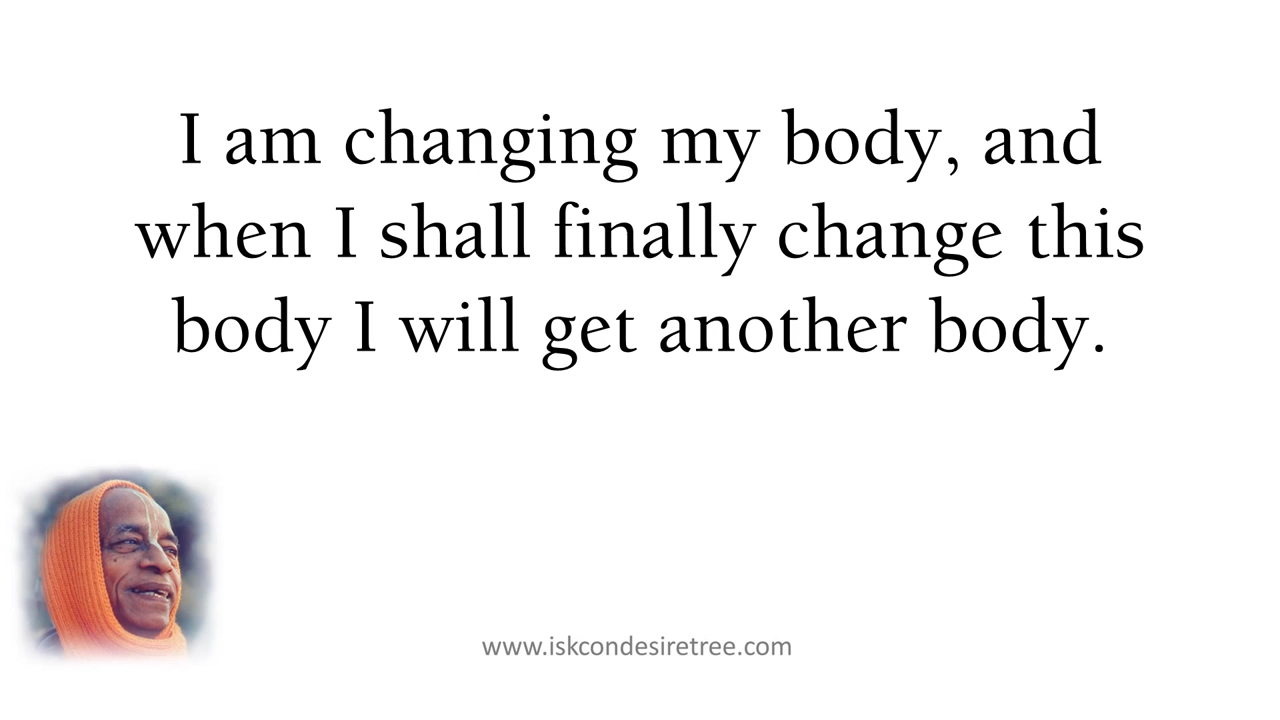 I am changing my body, and
when I shall finally change this
body I will get another body.
www.iskcondesiretree.com